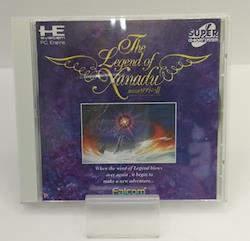 HE
SYSTEM
PC Engine
SUPER
The
Legend of
Xanadu
When the wind of Legend blows
over again, it begin to
make a new adventure...
Falcom